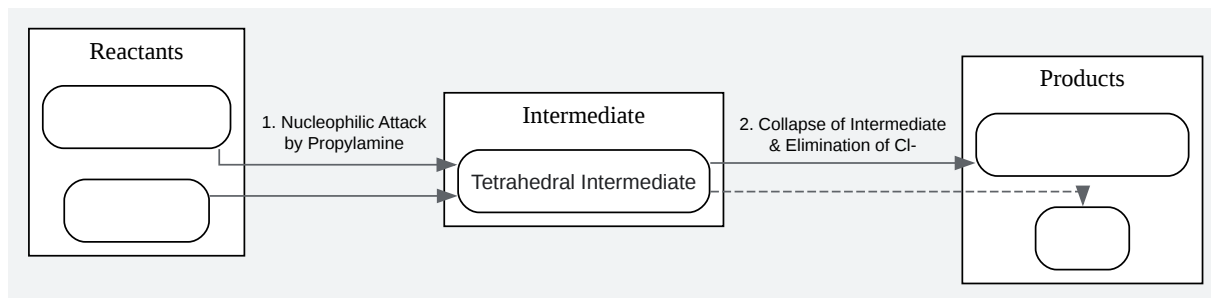 Reactants
1. Nucleophilic Attack
by Propylamine
Intermediate
Tetrahedral Intermediate
2. Collapse of Intermediate
& Elimination of Cl-
Products